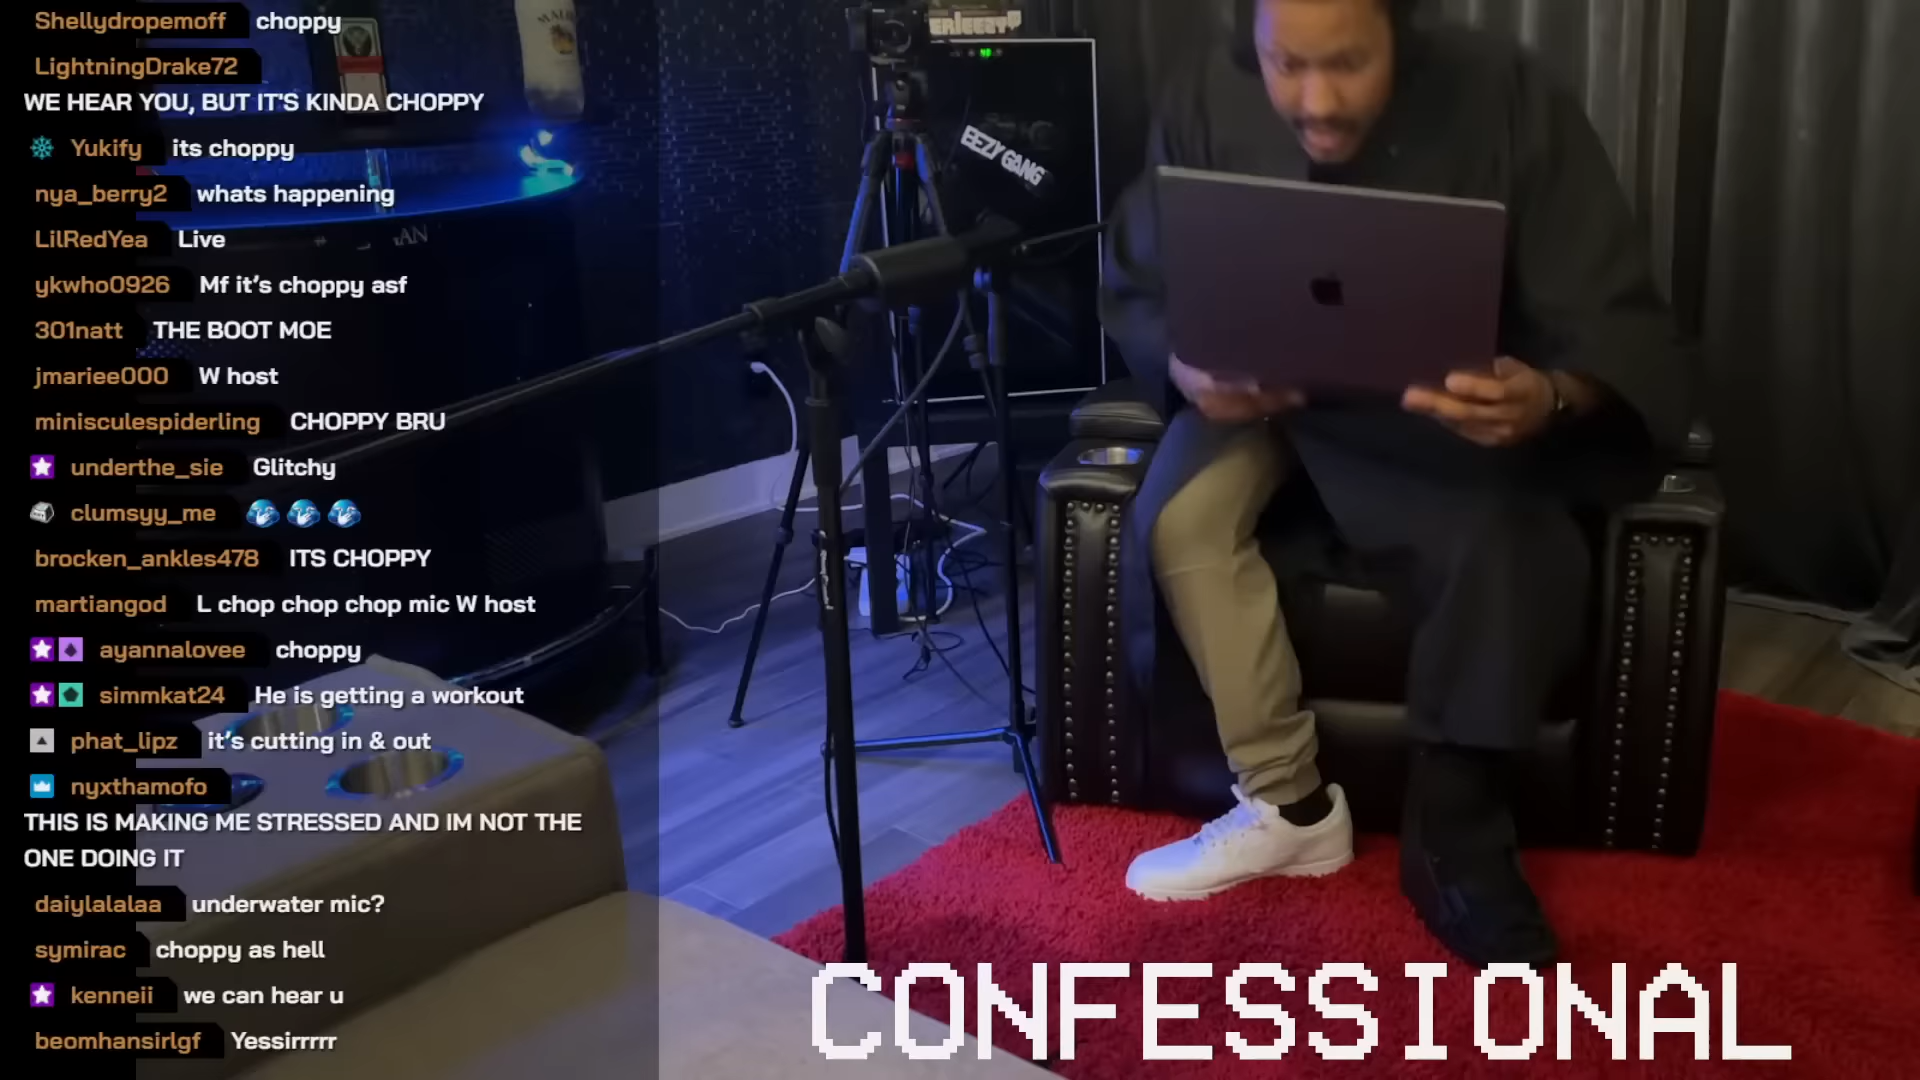 Shellydropemoff choppy
LightningDrake72
WE HEAR YOU, BUT IT'S KINDA CHOPPY
Yukify its choppy
nya_berry2 whats happening
LilRedYea Live
ykwho0926 Mf it’s choppy asf
301natt THE BOOT MOE
jmariee000 W host
minisculespiderling CHOPPY BRU
underthe_sie Glitchy
clumsyy_me
brocken_ankles478 ITS CHOPPY
martiangod L chop chop chop mic W host
ayannalovee choppy
simmkat24 He is getting a workout
phat_lipz it’s cutting in & out
nyxthamofo
THIS IS MAKING ME STRESSED AND IM NOT THE
ONE DOING IT
daiylalalaa underwater mic?
symirac choppy as hell
kenneii we can hear u
beomhansirlgf Yessirrrrr
EEZY GANG
CONFESSIONAL